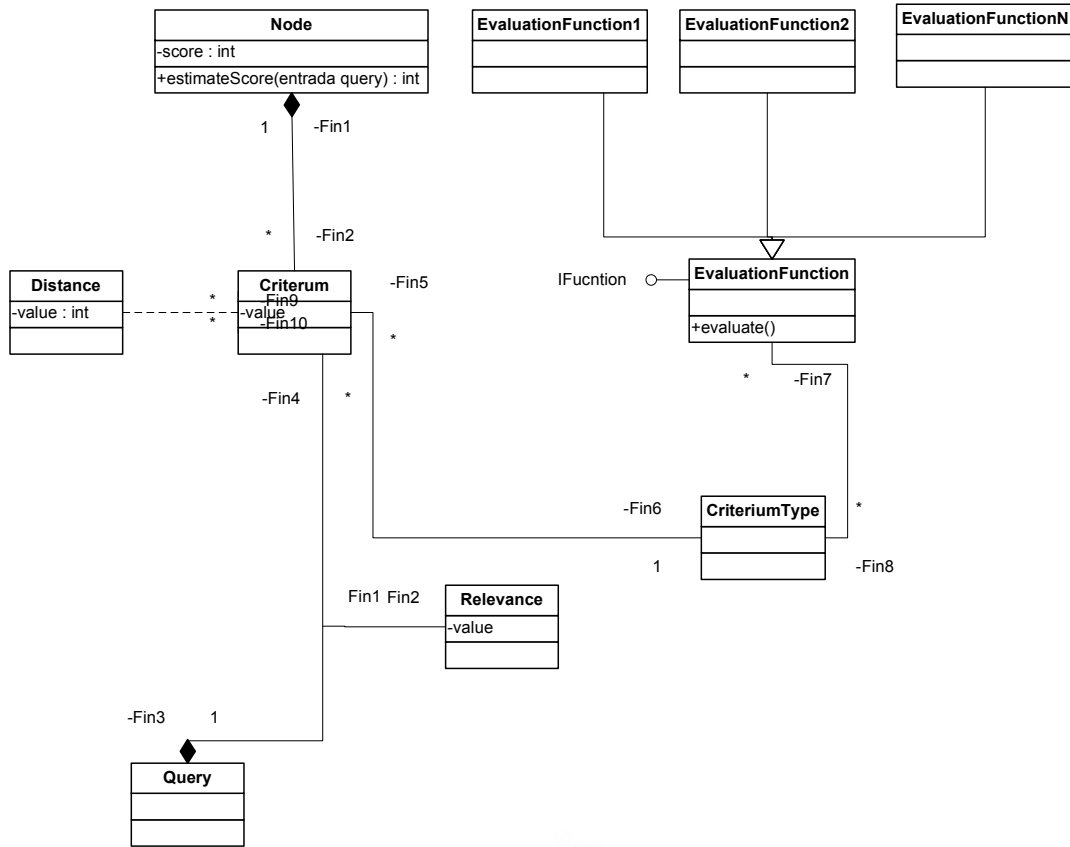 Node
-score : int
+estimateScore(entrada query) : int
EvaluationFunction1
EvaluationFunction2
EvaluationFunctionN
1
-Fin1
*
-Fin2
-Fin5
IFucntion
EvaluationFunction
+evaluate()
Distance
-value : int
*
*
Criterum
-Fin9
-value
-Fin10
*
-Fin4
*
*
-Fin7
-Fin6
CriteriumType
*
1
-Fin8
Fin1
Fin2
Relevance
-value
-Fin3
1
Query